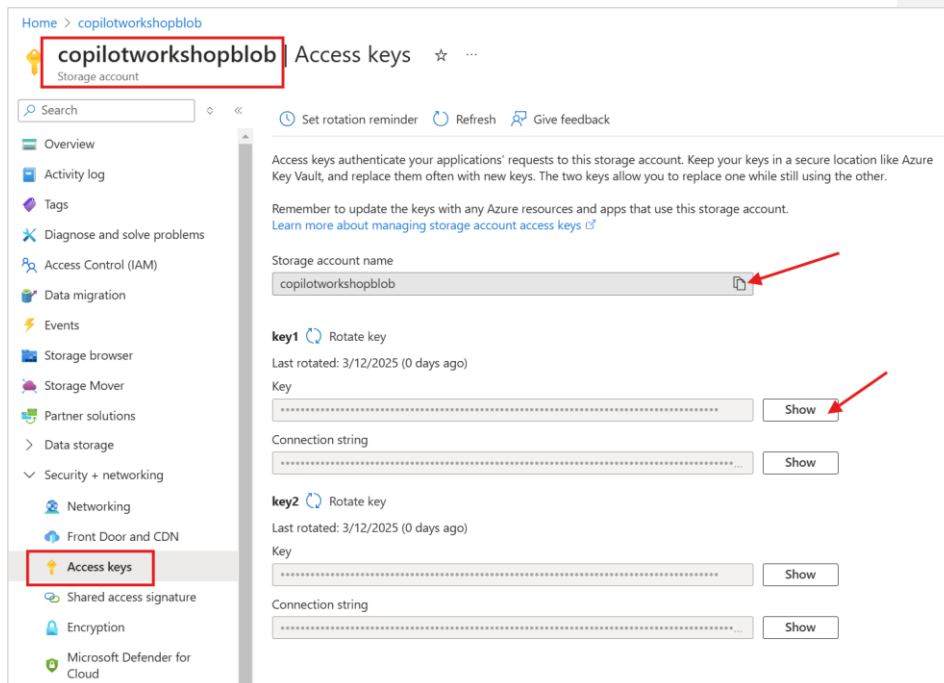 Home > copilotworkshopblob
copilotworkshopblob | Access keys ☆ ...
Storage account
Search
Overview
Activity log
Tags
Diagnose and solve problems
Access Control (IAM)
Data migration
Events
Storage browser
Storage Mover
Partner solutions
Data storage
Security + networking
Networking
Front Door and CDN
Access keys
Shared access signature
Encryption
Microsoft Defender for
Cloud
Set rotation reminder Refresh Give feedback
Access keys authenticate your applications' requests to this storage account. Keep your keys in a secure location like Azure
Key Vault, and replace them often with new keys. The two keys allow you to replace one while still using the other.
Remember to update the keys with any Azure resources and apps that use this storage account.
Learn more about managing storage account access keys
Storage account name
copilotworkshopblob
key1 Rotate key
Last rotated: 3/12/2025 (0 days ago)
Key
Show
Connection string
... Show
key2 Rotate key
Last rotated: 3/12/2025 (0 days ago)
Key
Show
Connection string
... Show